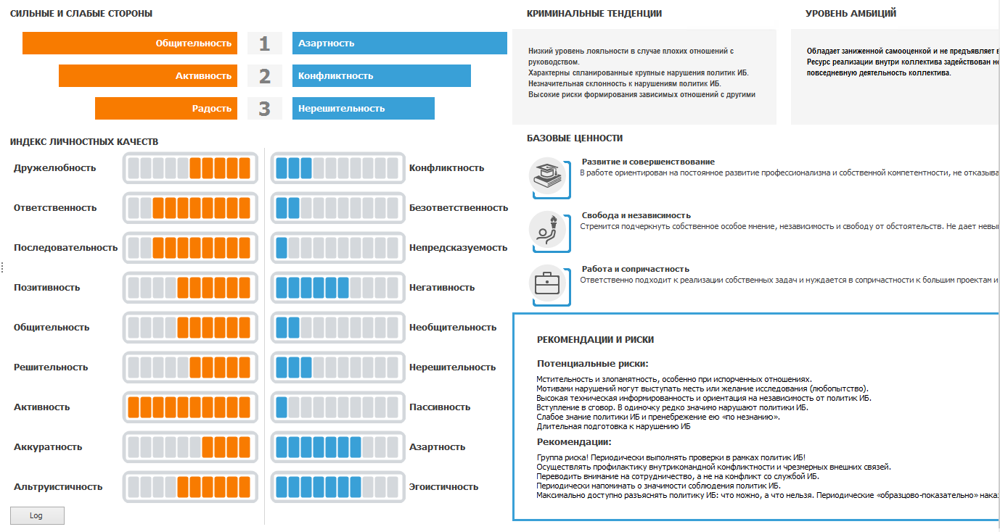 СИЛЬНЫЕ И СЛАБЫЕ СТОРОНЫ
Общительность 1 Азартность
Активность 2 Конфликтность
Радость 3 Нерешительность
ИНДЕКС ЛИЧНОСТНЫХ КАЧЕСТВ
Дружелюбность Конфликтность
Ответственность Безответственность
Последовательность Непредсказуемость
Позитивность Негативность
Общительность Необщительность
Решительность Нерешительность
Активность Пассивность
Аккуратность Азартность
Альтруистичность Эгоистичность
Log
КРИМИНАЛЬНЫЕ ТЕНДЕНЦИИ
Низкий уровень лояльности в случае плохих отношений с
руководством.
Характерны спланированные крупные нарушения политик ИБ.
Незначительная склонность к нарушениям политик ИБ.
Высокие риски формирования зависимых отношений с другими
УРОВЕНЬ АМБИЦИЙ
Обладает заниженной самооценкой и не предъявляет в
Ресурс реализации внутри коллектива задействован не
повседневную деятельность коллектива.
БАЗОВЫЕ ЦЕННОСТИ
Развитие и совершенствование
В работе ориентирован на постоянное развитие профессионализма и собственной компетентности, не отказыва
Свобода и независимость
Стремится подчеркнуть собственное особое мнение, независимость и свободу от обстоятельств. Не дает невы
Работа и сопричастность
Ответственно подходит к реализации собственных задач и нуждается в сопричастности к большим проектам и
РЕКОМЕНДАЦИИ И РИСКИ
Потенциальные риски:
Мстительность и злопамятность, особенно при испорченных отношениях.
Мотивами нарушений могут выступать месть или желание исследования (любопытство).
Высокая техническая информированность и ориентация на независимость от политик ИБ.
Вступление в сговор. В одиночку редко значимо нарушают политики ИБ.
Слабое знание политики ИБ и пренебрежение ею «по незнанию».
Длительная подготовка к нарушению ИБ
Рекомендации:
Группа риска! Периодически выполнять проверки в рамках политик ИБ!
Осуществлять профилактику внутрикомандной конфликтности и чрезмерных внешних связей.
Переводить внимание на сотрудничество, а не на конфликт со службой ИБ.
Периодически напоминать о значимости соблюдения политик ИБ.
Максимально доступно разъяснять политику ИБ: что можно, а что нельзя. Периодические «образцово-показательно» нака